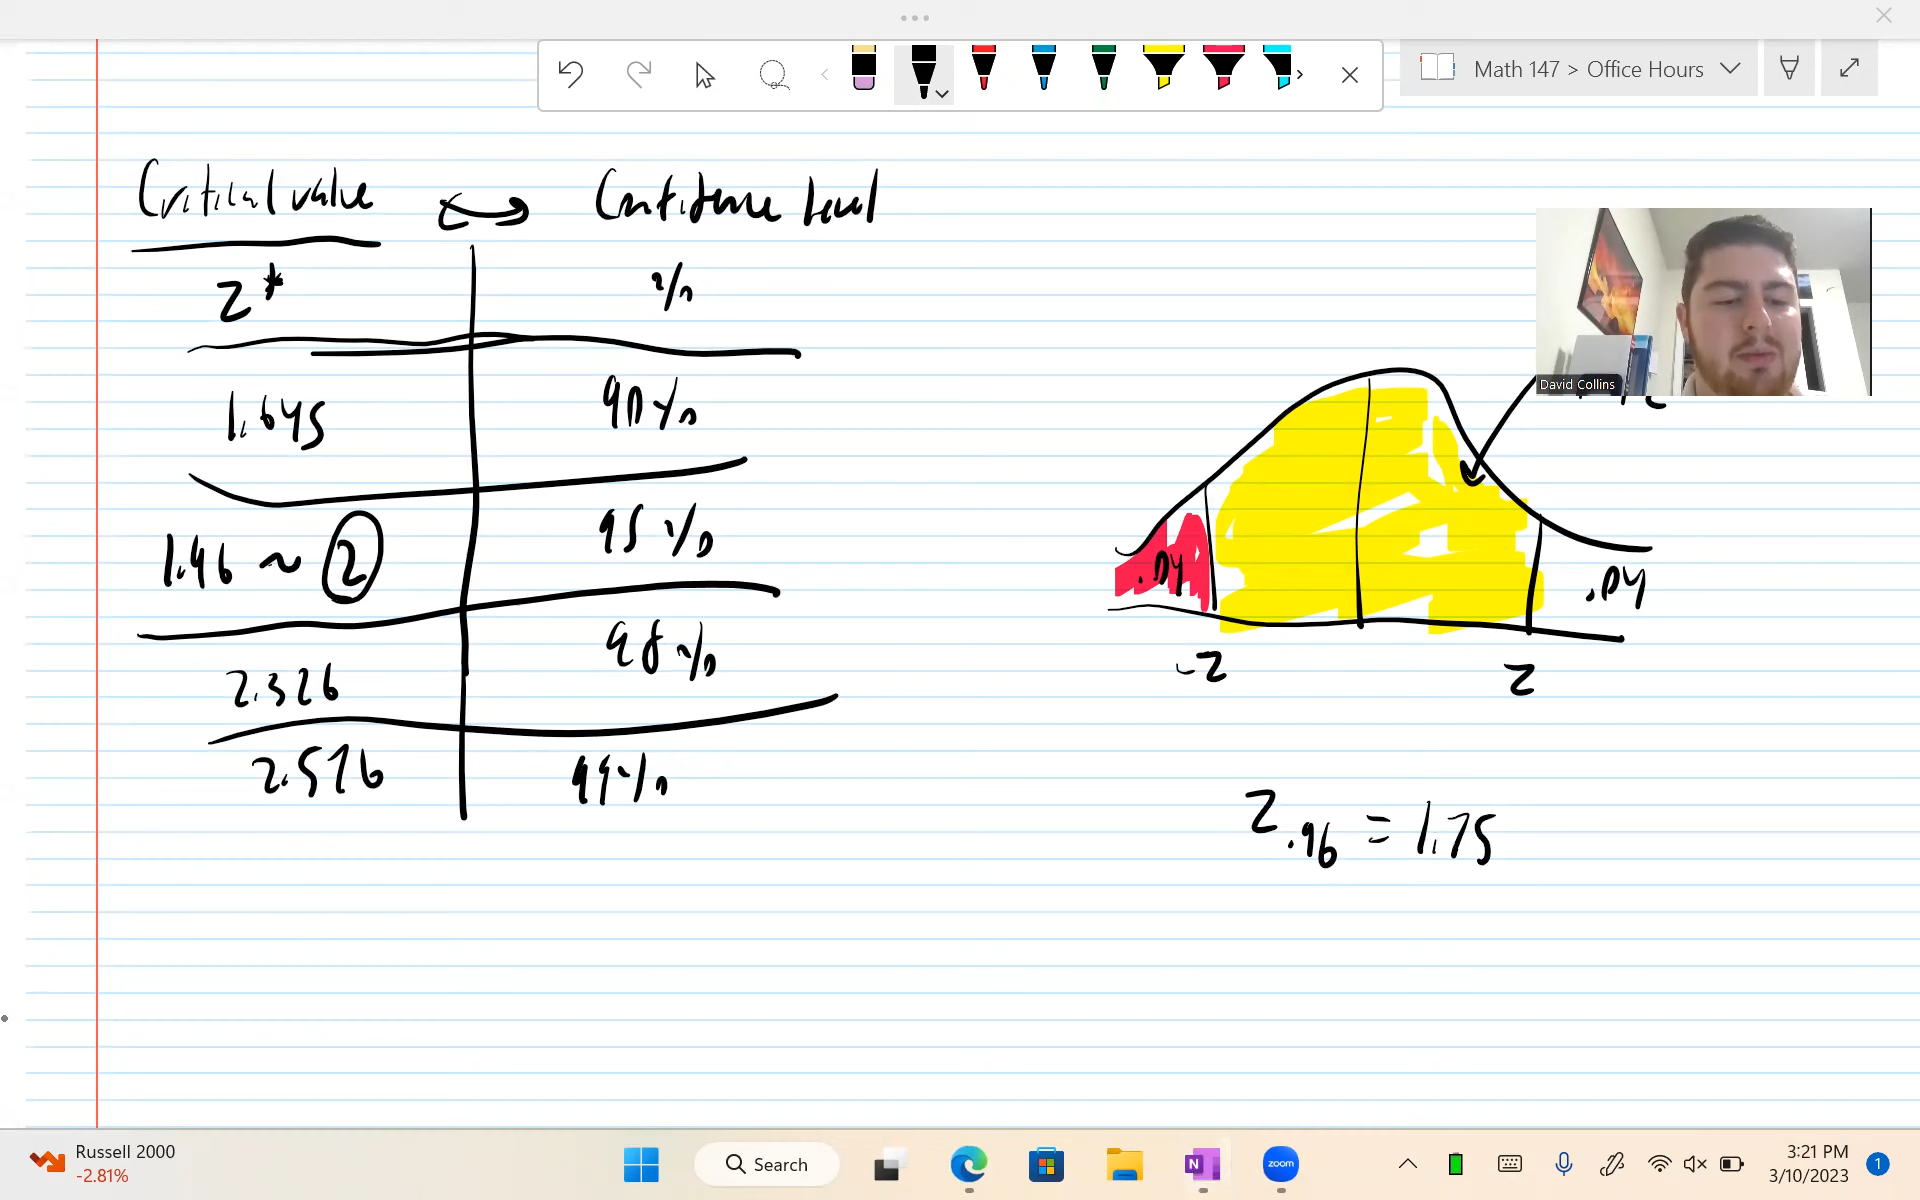 Math 147 > Office Hours
Critical value ↔ Confidence level
z* %
1.645 90%
1.96 ~ 2 95%
2.326 98%
2.576 99%
David Collins
.04 .04
-z z
z.96 = 1.75
Russell 2000
-2.81%
Search
zoom
3:21 PM
3/10/2023
1